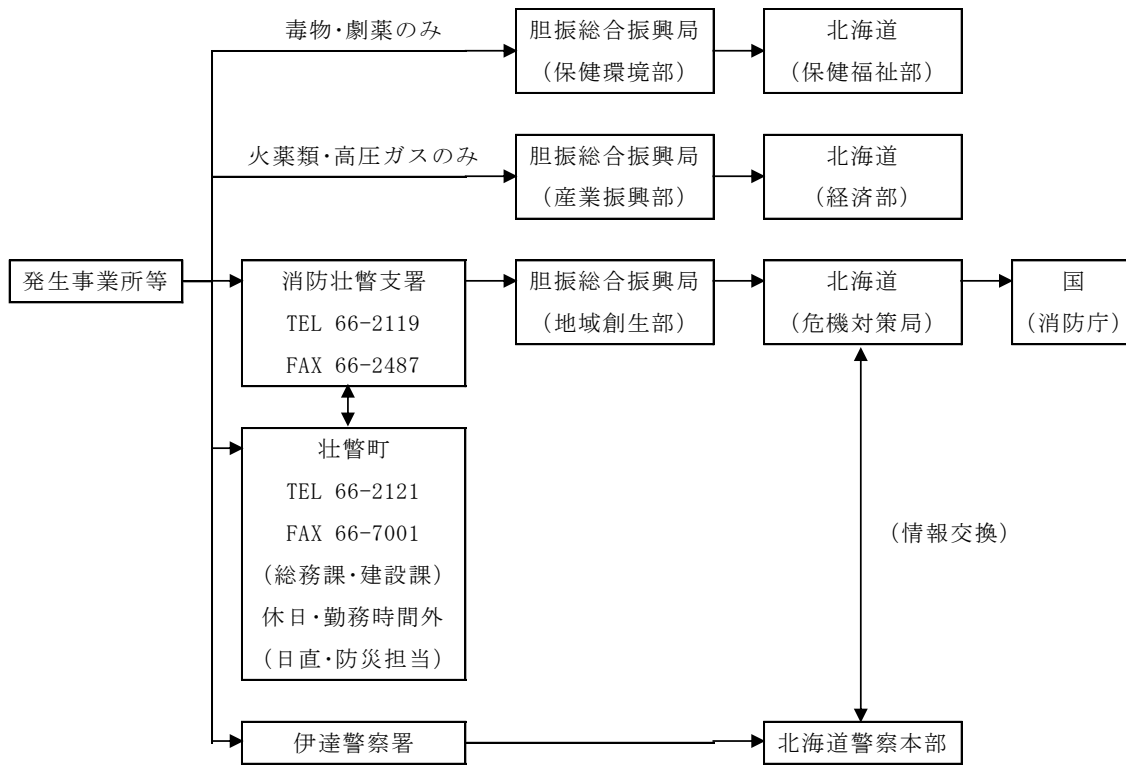 毒物・劇薬のみ
胆振総合振興局
(保健環境部)
北海道
(保健福祉部)
火薬類・高圧ガスのみ
胆振総合振興局
(産業振興部)
北海道
(経済部)
発生事業所等
消防壮瞥支署
TEL 66-2119
FAX 66-2487
胆振総合振興局
(地域創生部)
北海道
(危機対策局)
国
(消防庁)
壮瞥町
TEL 66-2121
FAX 66-7001
(総務課・建設課)
休日・勤務時間外
(日直・防災担当)
(情報交換)
伊達警察署
北海道警察本部